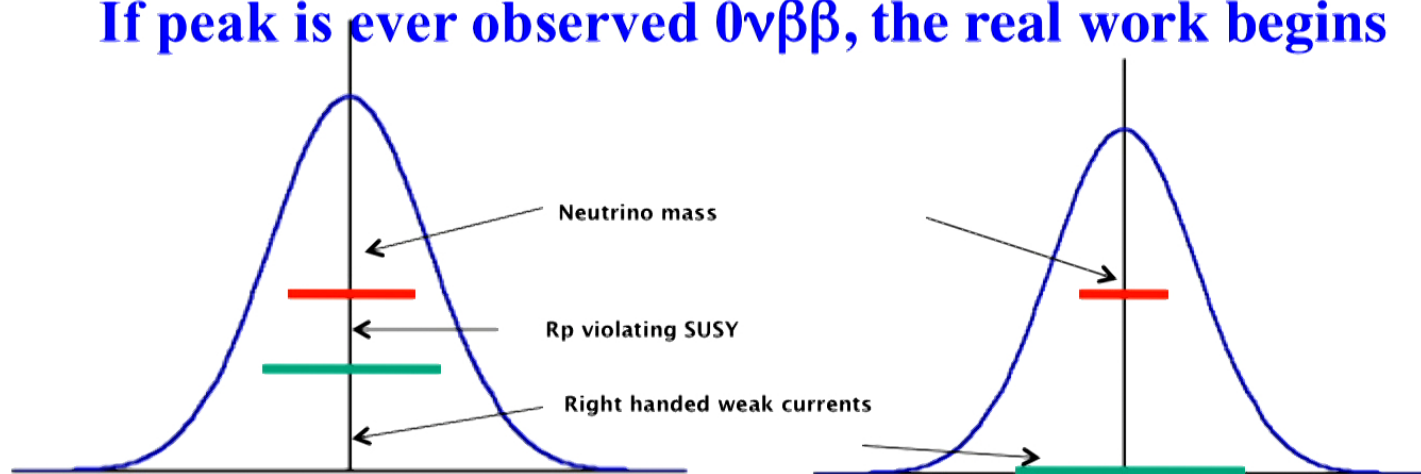 If peak is ever observed 0νββ, the real work begins
Neutrino mass
Rp violating SUSY
Right handed weak currents